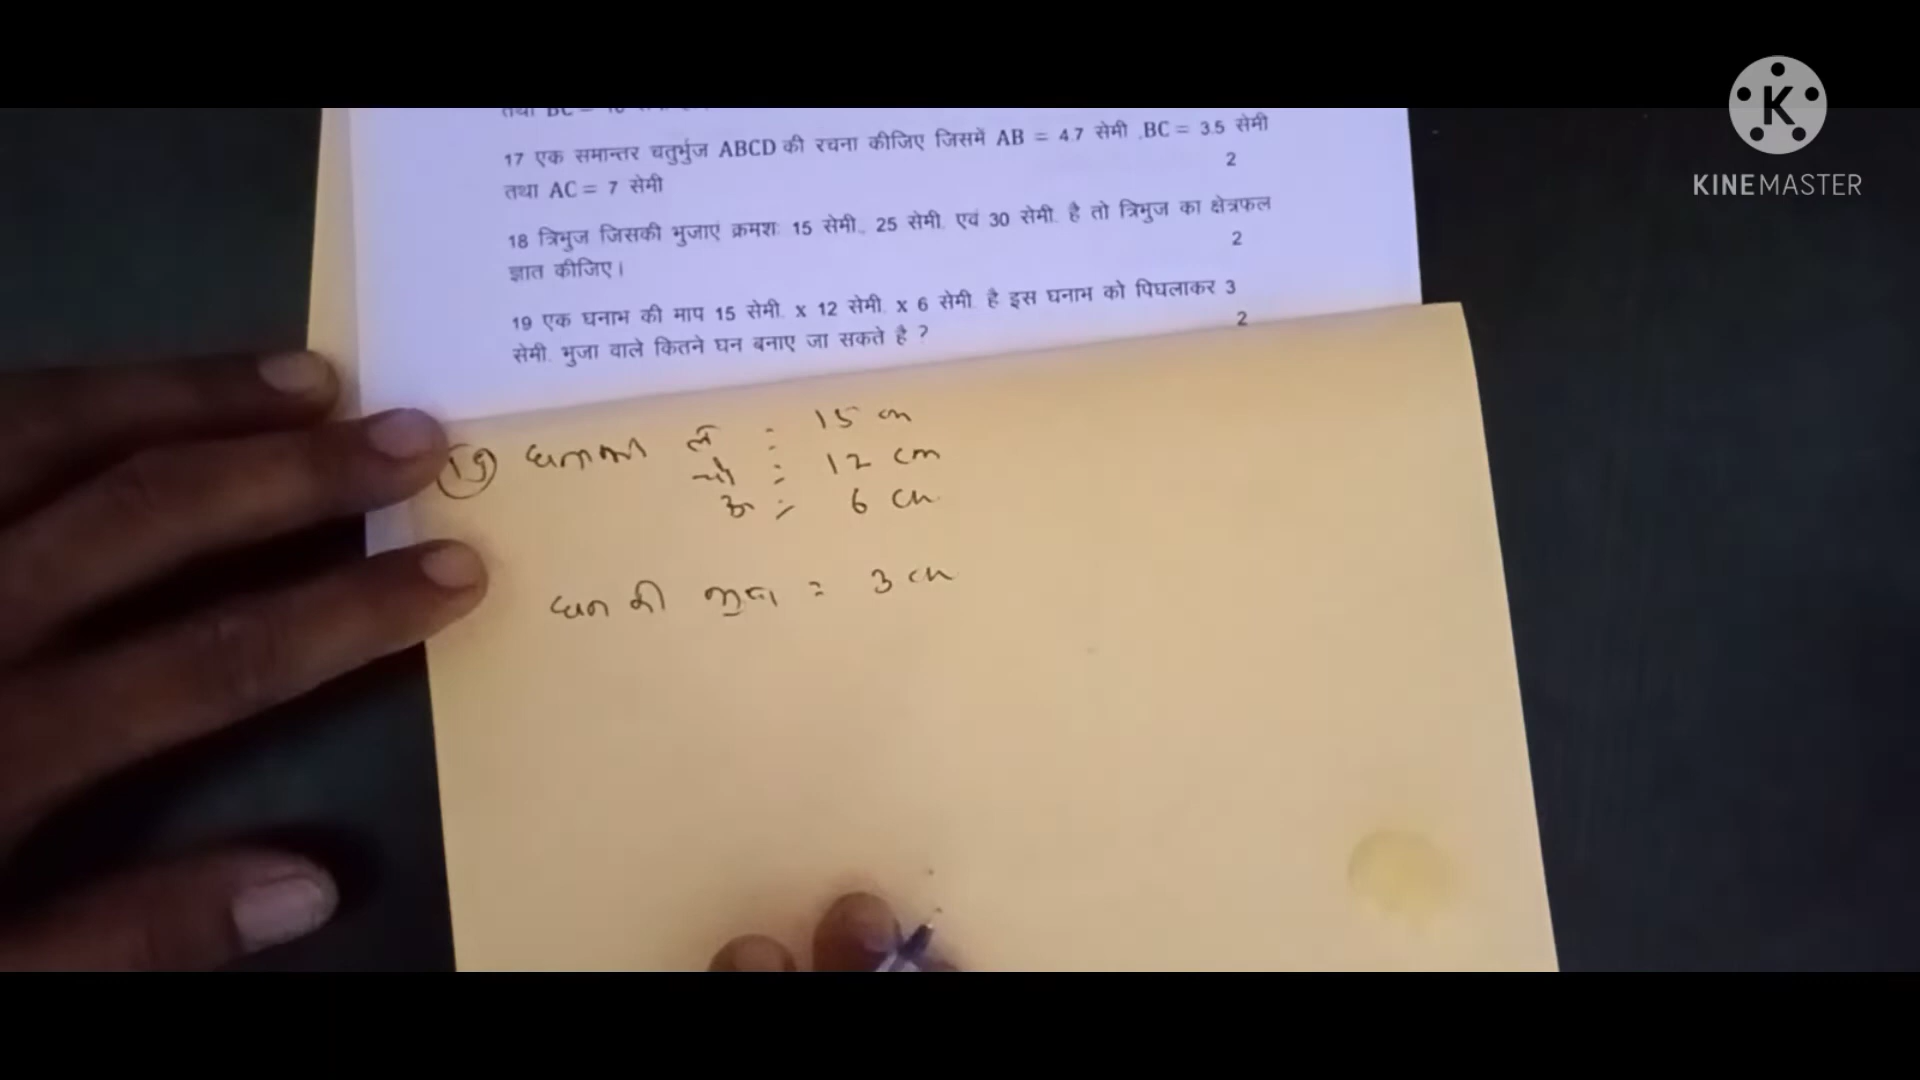 KINEMASTER
17 एक समान्तर चतुर्भुज ABCD की रचना कीजिए जिसमें AB = 4.7 सेमी .BC = 3.5 सेमी
तथा AC = 7 सेमी 2
18 त्रिभुज जिसकी भुजाएं क्रमशः 15 सेमी., 25 सेमी. एवं 30 सेमी. है तो त्रिभुज का क्षेत्रफल
ज्ञात कीजिए। 2
19 एक घनाभ की माप 15 सेमी. x 12 सेमी. x 6 सेमी. है इस घनाभ को पिघलाकर 3
सेमी. भुजा वाले कितने घन बनाए जा सकते है ? 2
19 ल = 15 cm
चौ = 12 cm
ऊ = 6 cm
घन की भुजा = 3 cm